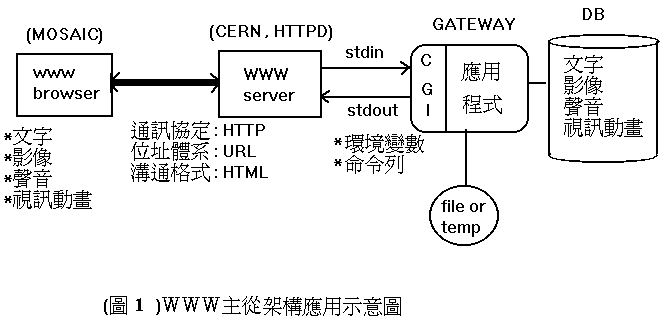 (MOSAIC)
www
browser
*文字
*影像
*聲音
*視訊動畫
通訊協定:HTTP
位址體系:URL
溝通格式:HTML
(CERN , HTTPD)
WWW
server
stdin
stdout
*環境變數
*命令列
GATEWAY
C
G
I
應用
程式
file or
temp
DB
文字
影像
聲音
視訊動畫
(圖 1 )WWW主從架構應用示意圖